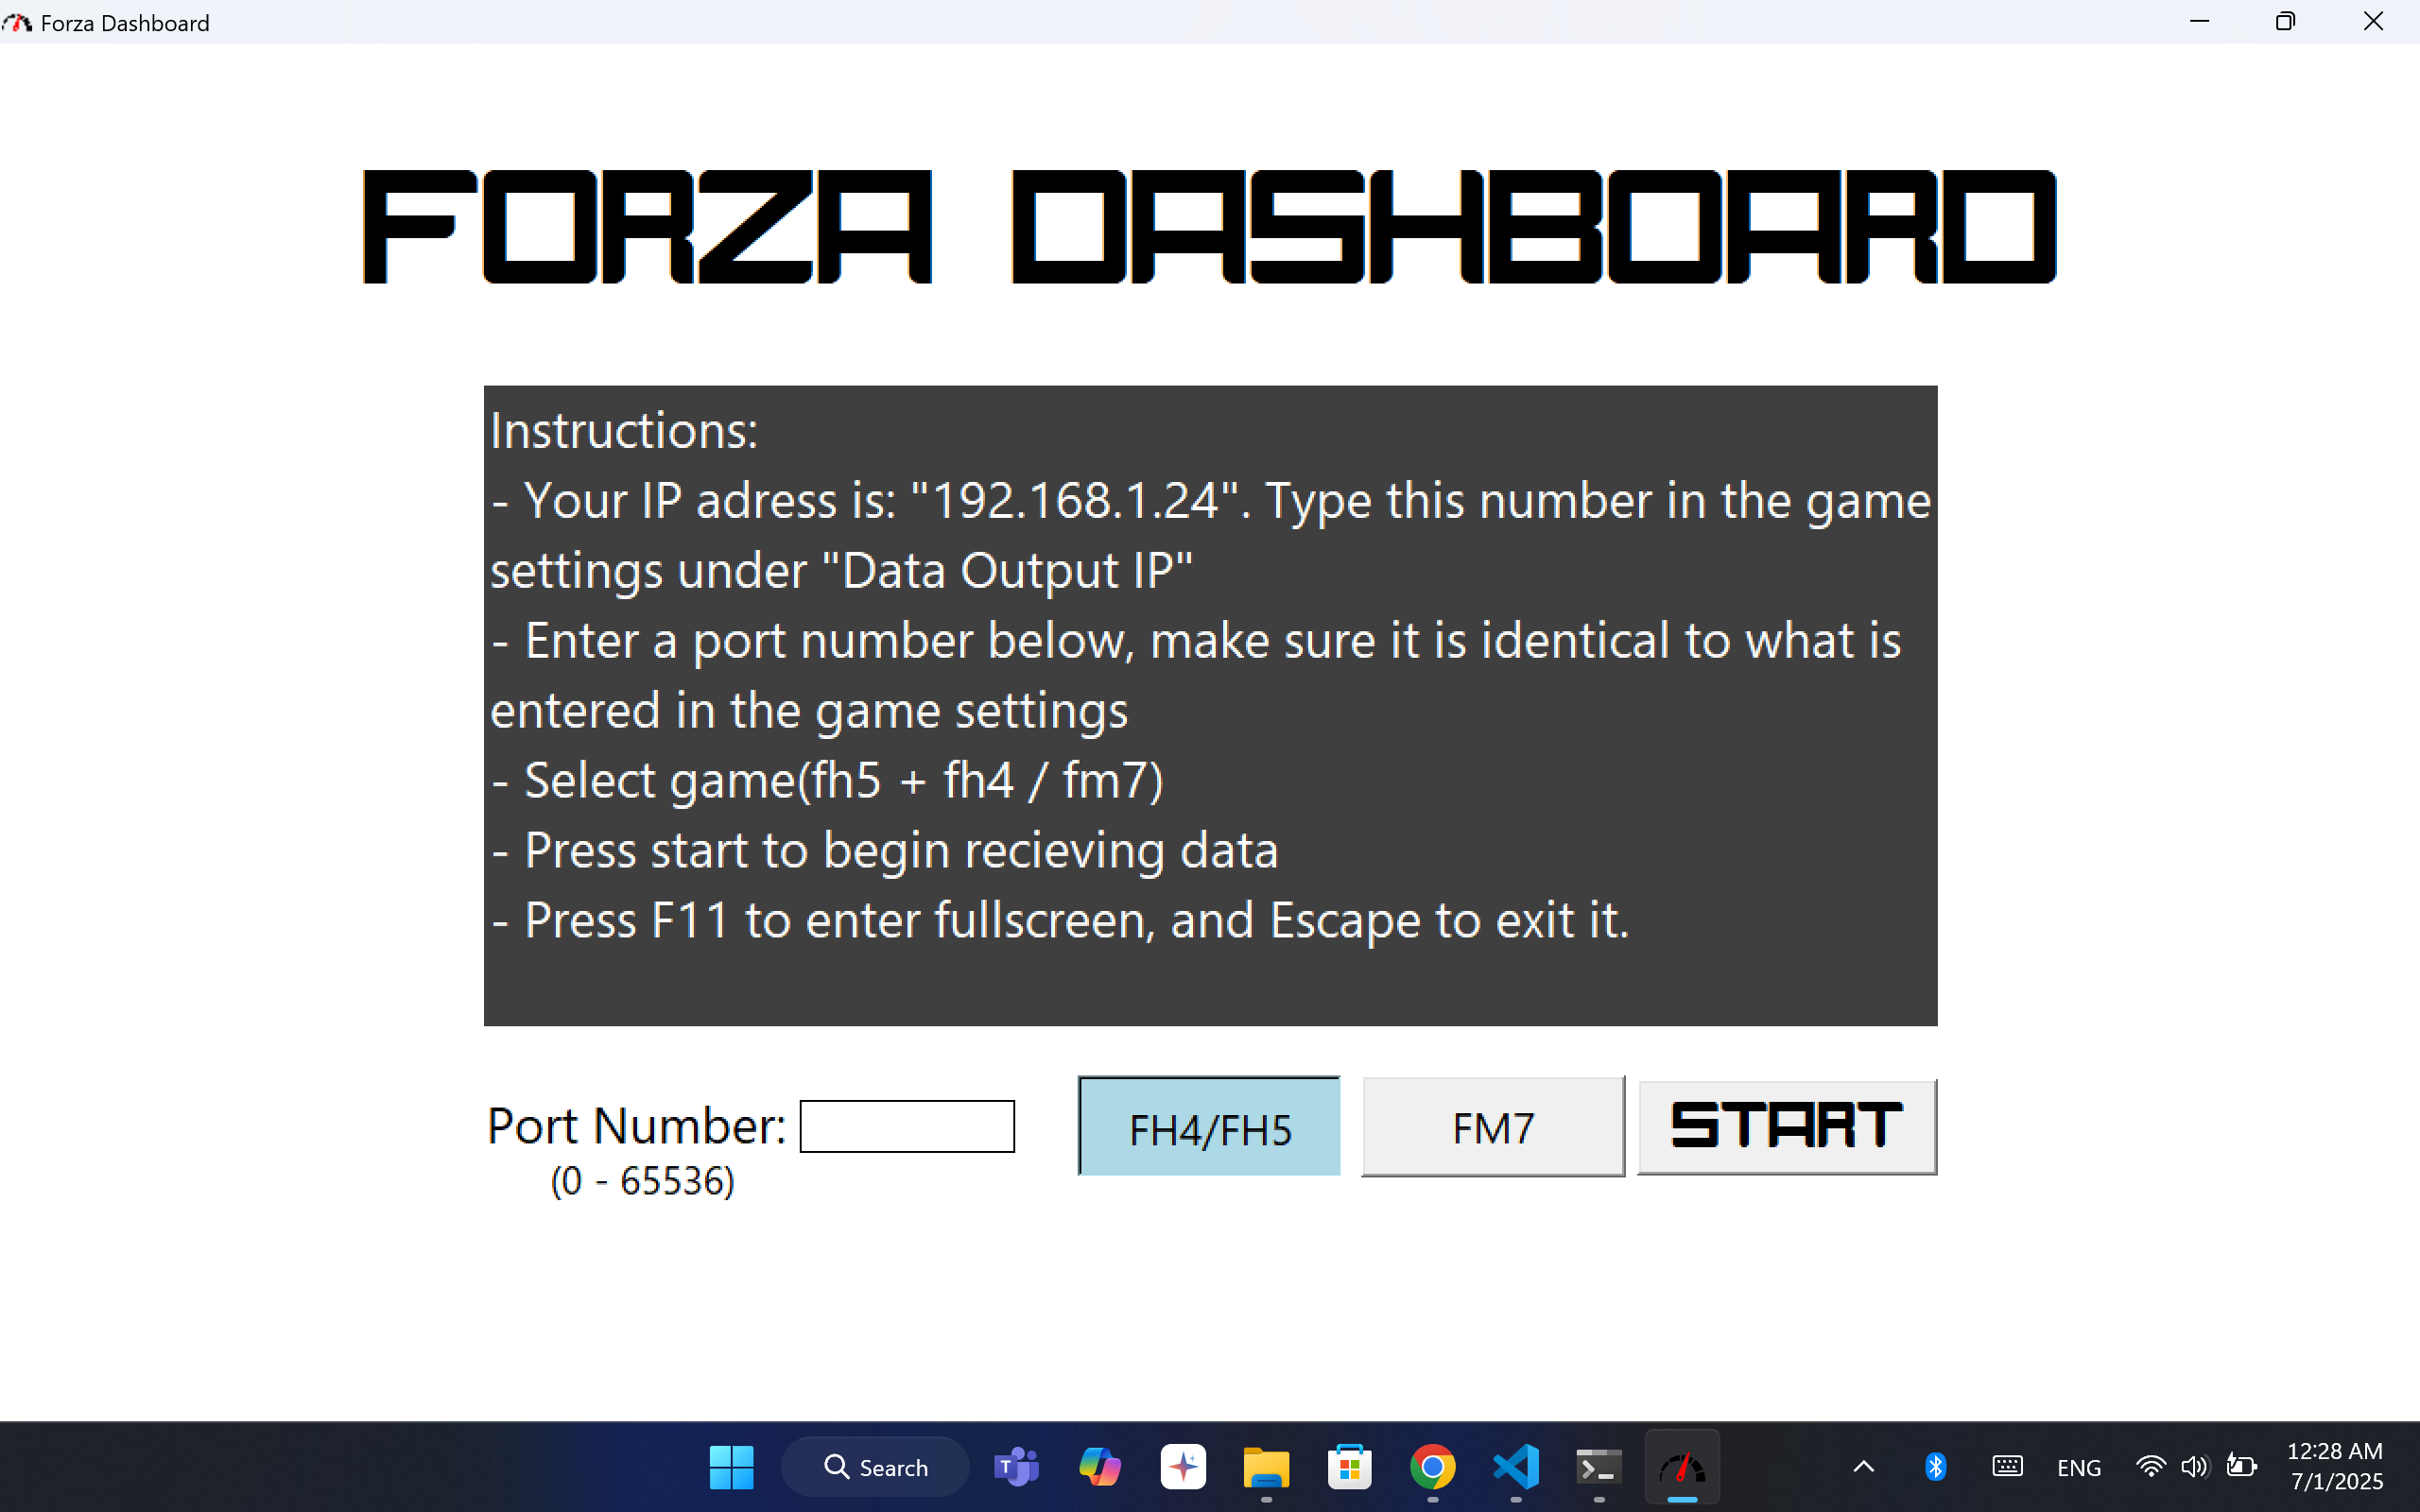 Forza Dashboard
FORZA DASHBOARD
Instructions:
- Your IP adress is: "192.168.1.24". Type this number in the game
settings under "Data Output IP"
- Enter a port number below, make sure it is identical to what is
entered in the game settings
- Select game(fh5 + fh4 / fm7)
- Press start to begin recieving data
- Press F11 to enter fullscreen, and Escape to exit it.
Port Number:
(0 - 65536)
FH4/FH5
FM7
START
Search
T
ENG
12:28 AM
7/1/2025